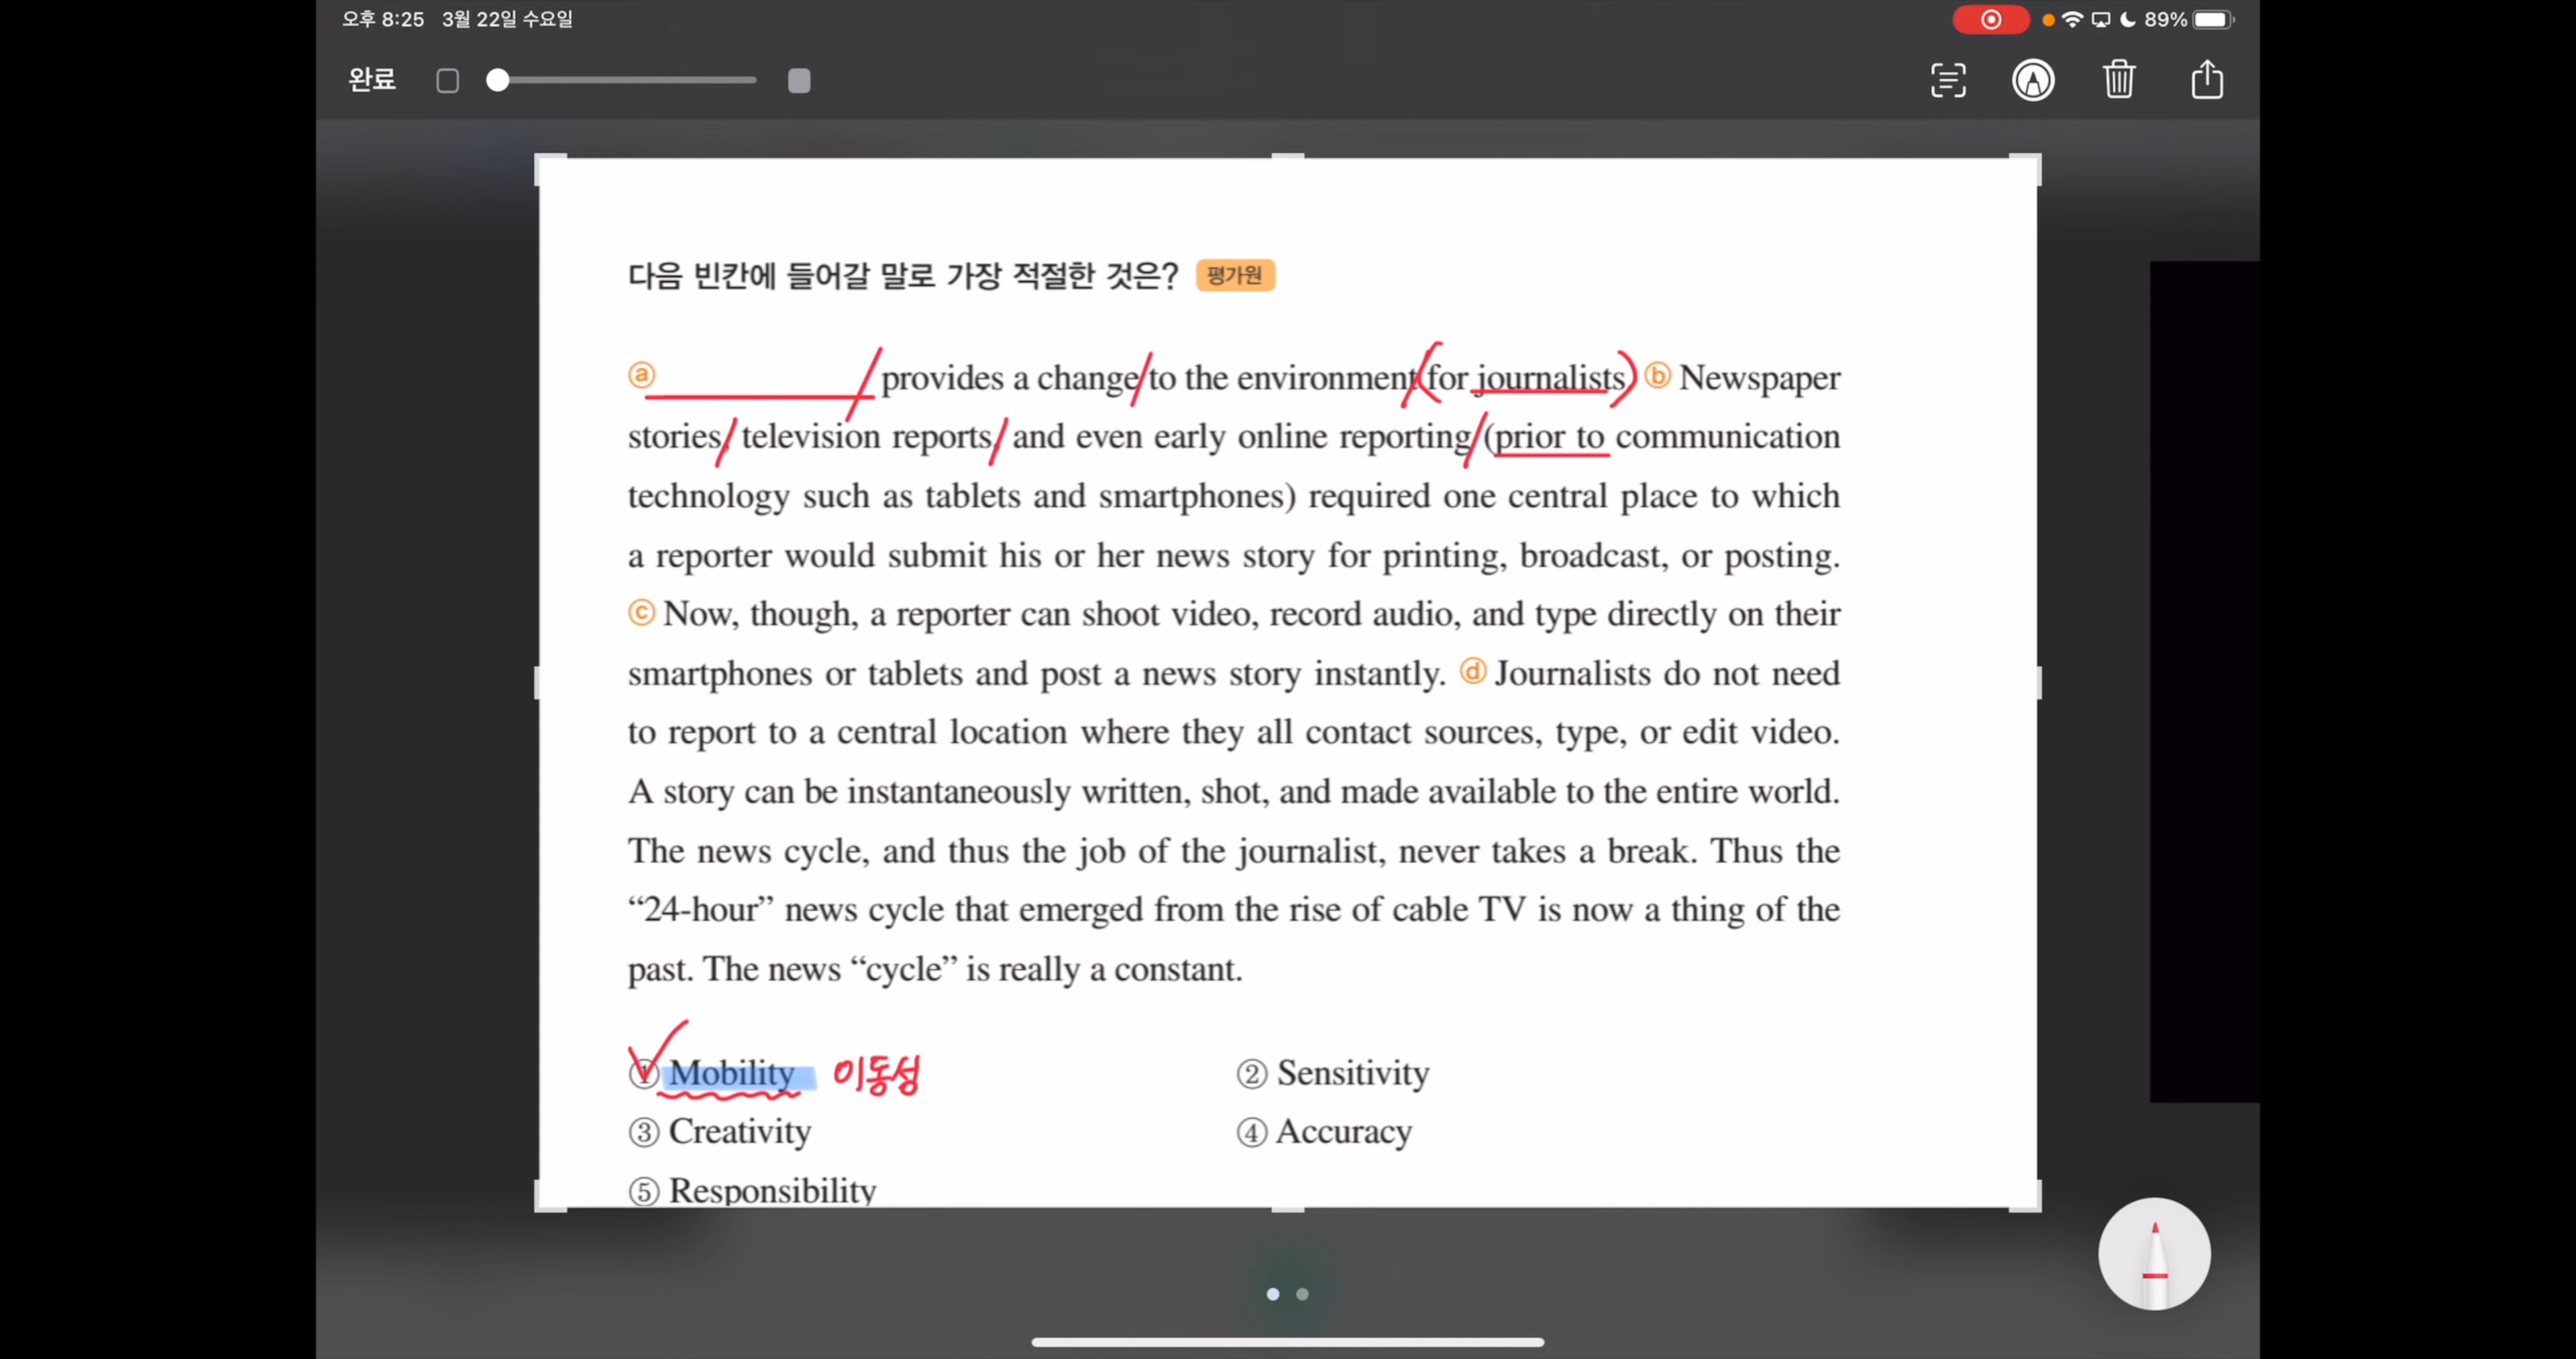 오후 8:25 3월 22일 수요일
89%
완료
다음 빈칸에 들어갈 말로 가장 적절한 것은? 평가원
ⓐ provides a change to the environment for journalists ⓑ Newspaper
stories, television reports, and even early online reporting (prior to communication
technology such as tablets and smartphones) required one central place to which
a reporter would submit his or her news story for printing, broadcast, or posting.
ⓒ Now, though, a reporter can shoot video, record audio, and type directly on their
smartphones or tablets and post a news story instantly. ⓓ Journalists do not need
to report to a central location where they all contact sources, type, or edit video.
A story can be instantaneously written, shot, and made available to the entire world.
The news cycle, and thus the job of the journalist, never takes a break. Thus the
“24-hour” news cycle that emerged from the rise of cable TV is now a thing of the
past. The news “cycle” is really a constant.
① Mobility 이동성 ② Sensitivity
③ Creativity ④ Accuracy
⑤ Responsibility